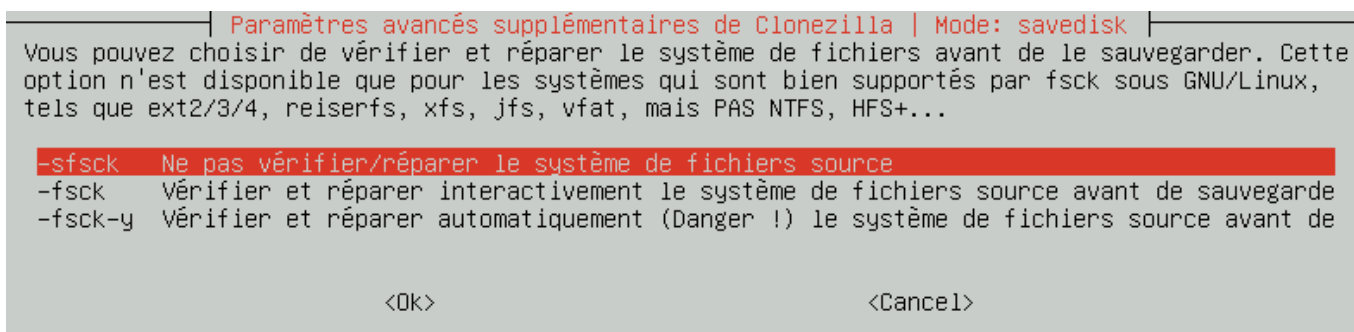 Paramètres avancés supplémentaires de Clonezilla | Mode: savedisk
Vous pouvez choisir de vérifier et réparer le système de fichiers avant de le sauvegarder. Cette
option n'est disponible que pour les systèmes qui sont bien supportés par fsck sous GNU/Linux,
tels que ext2/3/4, reiserfs, xfs, jfs, vfat, mais PAS NTFS, HFS+...
-sfsck Ne pas vérifier/réparer le système de fichiers source
-fsck Vérifier et réparer interactivement le système de fichiers source avant de sauvegarde
-fsck-y Vérifier et réparer automatiquement (Danger !) le système de fichiers source avant de
<Ok> <Cancel>